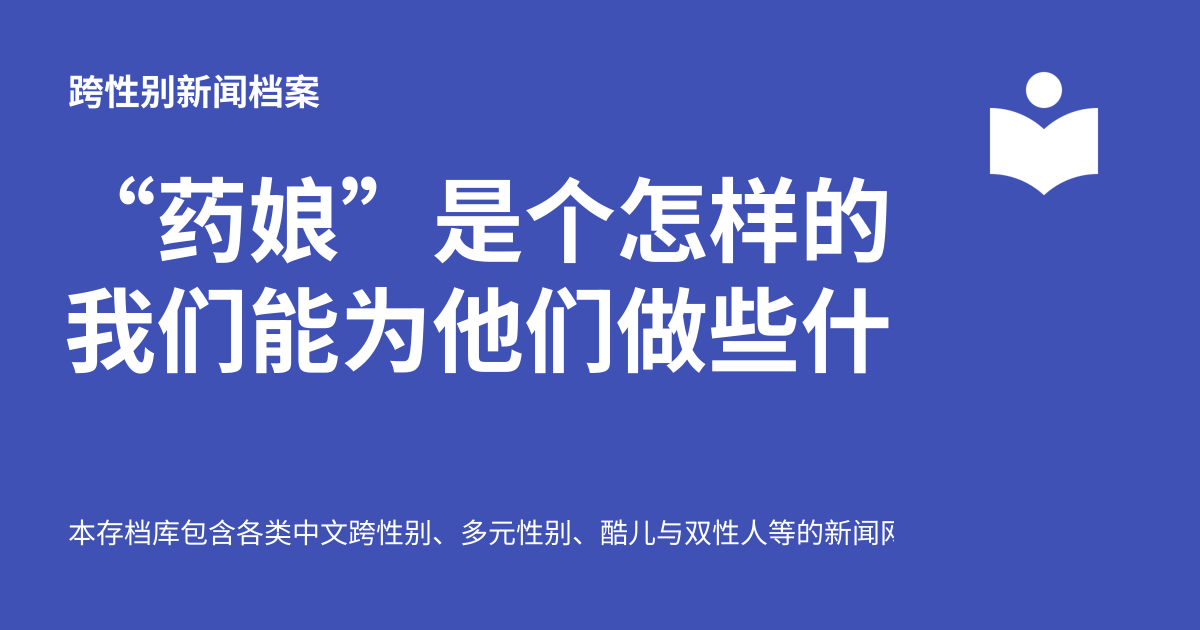 跨性别新闻档案
“药娘” 是个怎样的
我们能为他们做些什
本存档库包含各类中文跨性别、多元性别、酷儿与双性人等的新闻